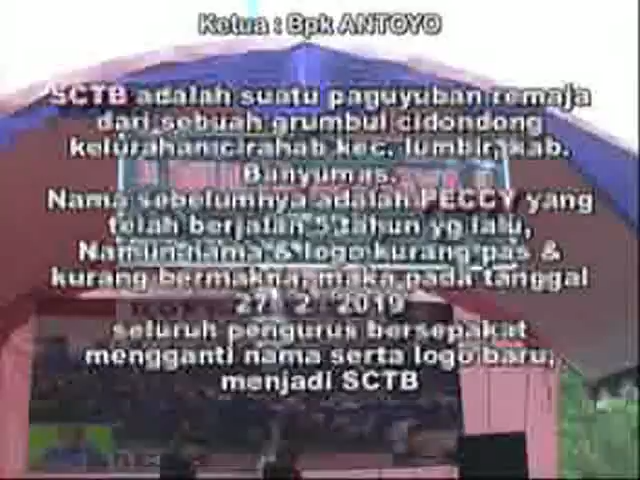 Ketua : Bpk ANTOYO
SCTB adalah suatu paguyuban remaja
dari sebuah grumbul cidondong
kelurahan cirahab kec. lumbir, kab.
Banyumas.
Nama sebelumnya adalah PECCY yang
telah berjalan 5 tahun yg lalu,
Namun nama & logo kurang pas &
kurang bermakna, maka pada tanggal
27 / 2 / 2019
seluruh pengurus bersepakat
mengganti nama serta logo baru,
menjadi SCTB